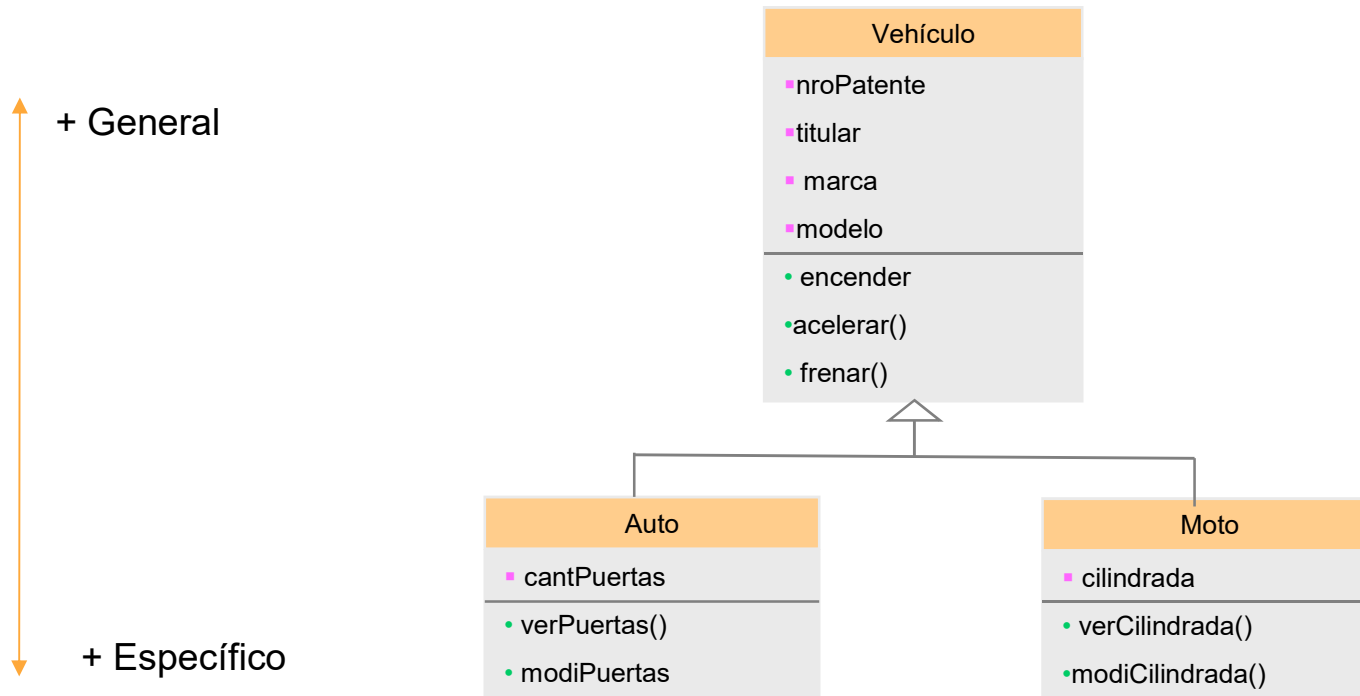 Vehículo
▪nroPatente
▪titular
▪ marca
▪modelo
• encender
•acelerar()
• frenar()
+ General
+ Específico
Auto
▪ cantPuertas
• verPuertas()
• modiPuertas
Moto
▪ cilindrada
• verCilindrada()
•modiCilindrada()